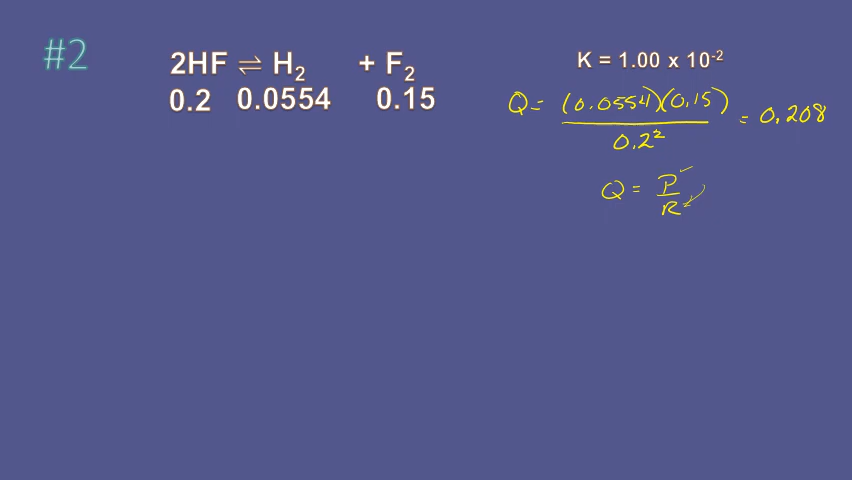 #2
2HF ⇌ H₂ + F₂
K = 1.00 x 10⁻²
0.2 0.0554 0.15
Q = (0.0554)(0.15) / 0.2² = 0.208
Q = P / R